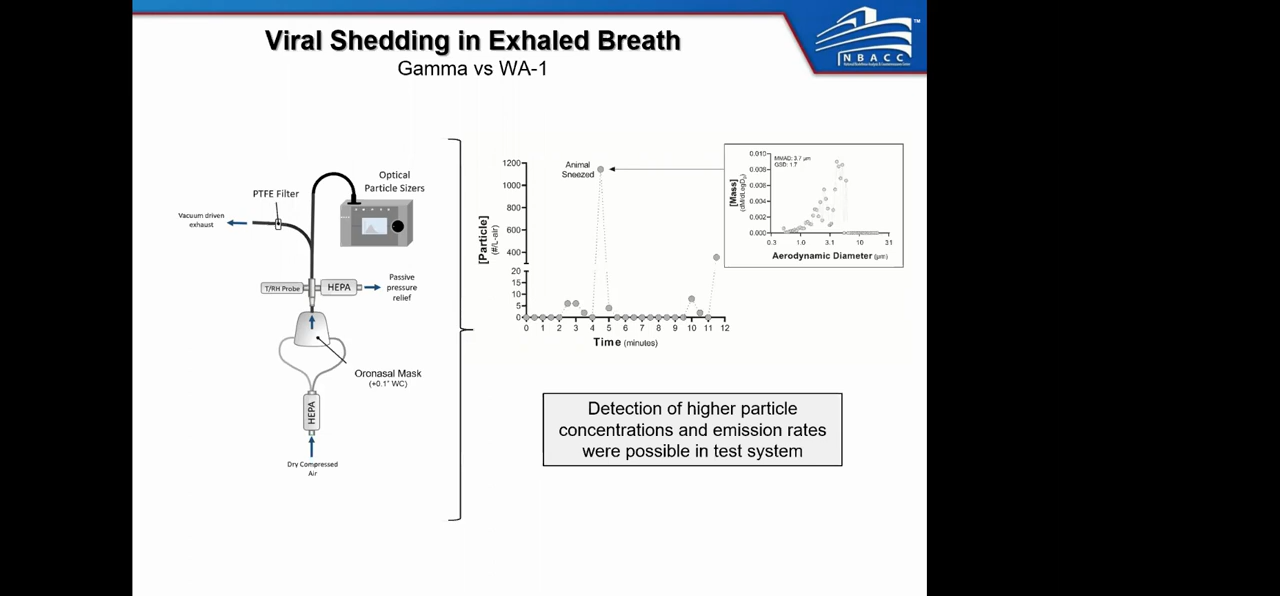 Viral Shedding in Exhaled Breath
Gamma vs WA-1
NBACC
TM
Optical
Particle Sizers
PTFE Filter
Vacuum driven
exhaust
T/RH Probe
HEPA
Passive
pressure
relief
Oronasal Mask
(+0.1" WC)
HEPA
Dry Compressed
Air
[Particle]
(#/L-air)
1200
1000
800
600
400
20
15
10
5
0
0 1 2 3 4 5 6 7 8 9 10 11 12
Time (minutes)
Animal
Sneezed
MMAD: 3.7 µm
GSD: 1.7
[Mass]
0.010
0.008
0.006
0.004
0.002
0.000
0.3 1.0 3.1 10 31
Aerodynamic Diameter (µm)
Detection of higher particle
concentrations and emission rates
were possible in test system